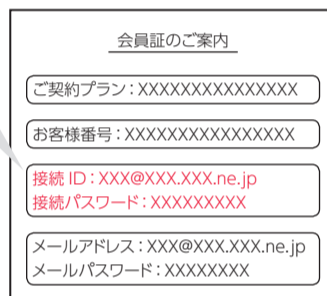 会員証のご案内
ご契約プラン：XXXXXXXXXXXXXXX
お客様番号：XXXXXXXXXXXXXXXX
接続 ID：XXX@XXX.XXX.ne.jp
接続パスワード：XXXXXXXXX
メールアドレス：XXX@XXX.XXX.ne.jp
メールパスワード：XXXXXXXX